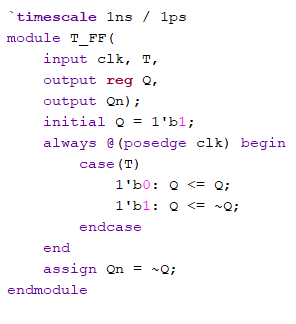 `timescale 1ns / 1ps
module T_FF(
    input clk, T,
    output reg Q,
    output Qn);
    initial Q = 1'b1;
    always @(posedge clk) begin
        case(T)
            1'b0: Q <= Q;
            1'b1: Q <= ~Q;
        endcase
    end
    assign Qn = ~Q;
endmodule